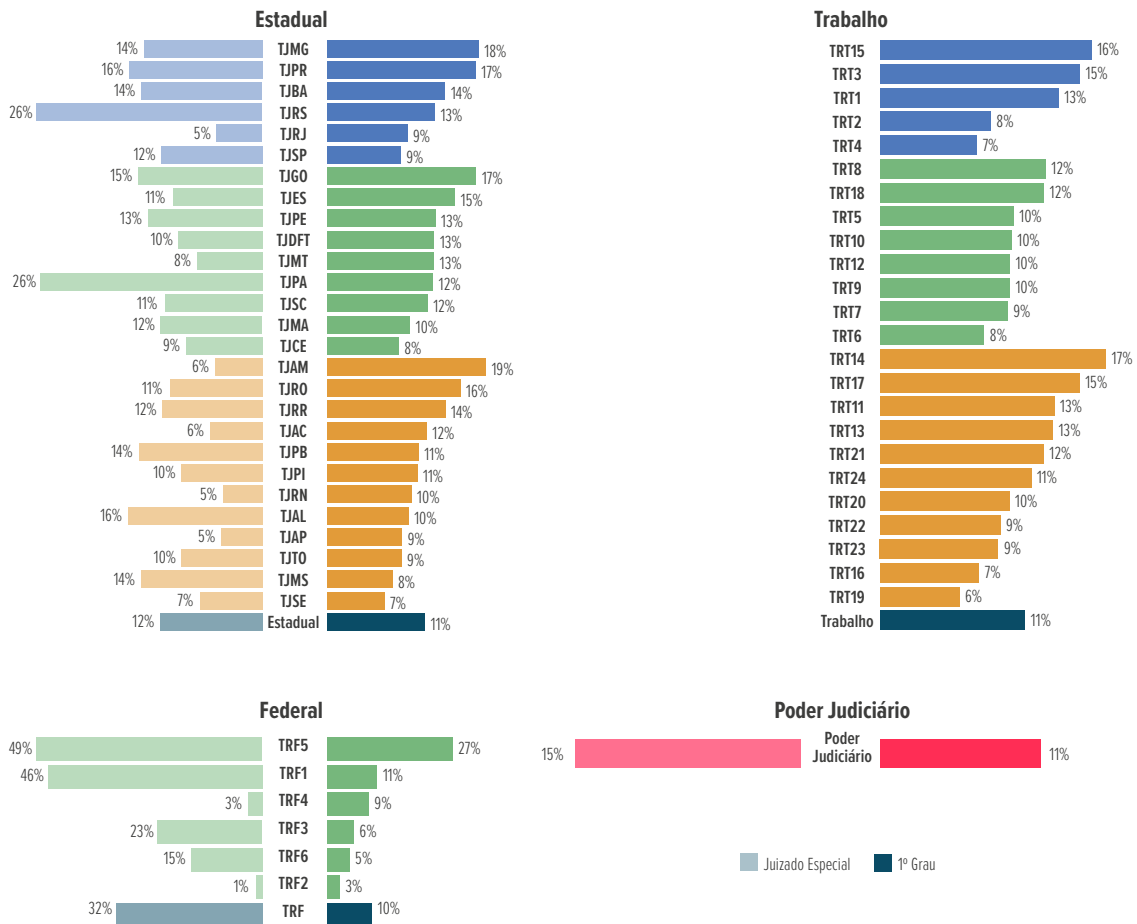 Estadual
14% TJMG 18%
16% TJPR 17%
14% TJBA 14%
26% TJRS 13%
5% TJRJ 9%
12% TJSP 9%
15% TJGO 17%
11% TJES 15%
13% TJPE 13%
10% TJDFT 13%
8% TJMT 13%
26% TJPA 12%
11% TJSC 12%
12% TJMA 10%
9% TJCE 8%
6% TJAM 19%
11% TJRO 16%
12% TJRR 14%
6% TJAC 12%
14% TJPB 11%
10% TJPI 11%
5% TJRN 10%
16% TJAL 10%
5% TJAP 9%
10% TJTO 9%
14% TJMS 8%
7% TJSE 7%
12% Estadual 11%
Trabalho
TRT15 16%
TRT3 15%
TRT1 13%
TRT2 8%
TRT4 7%
TRT8 12%
TRT18 12%
TRT5 10%
TRT10 10%
TRT12 10%
TRT9 10%
TRT7 9%
TRT6 8%
TRT14 17%
TRT17 15%
TRT11 13%
TRT13 13%
TRT21 12%
TRT24 11%
TRT20 10%
TRT22 9%
TRT23 9%
TRT16 7%
TRT19 6%
Trabalho 11%
Federal
49% TRF5 27%
46% TRF1 11%
3% TRF4 9%
23% TRF3 6%
15% TRF6 5%
1% TRF2 3%
32% TRF 10%
Poder Judiciário
Poder
15% Judiciário 11%
Juizado Especial 1º Grau